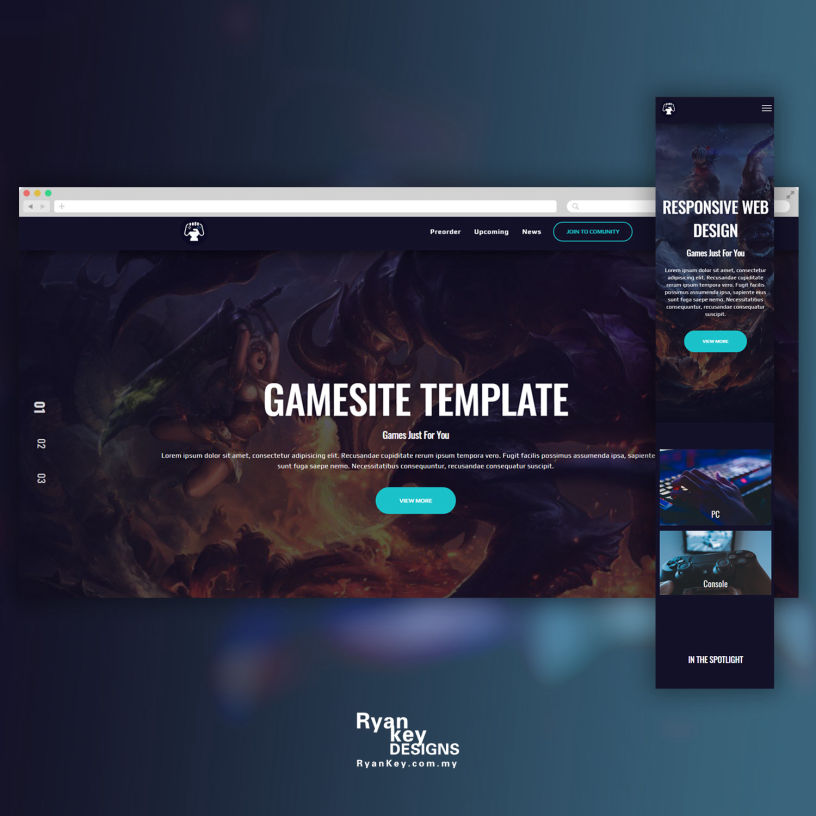 Preorder Upcoming News JOIN TO COMUNITY
01
02
03
GAMESITE TEMPLATE
Games Just For You
Lorem ipsum dolor sit amet, consectetur adipisicing elit. Recusandae cupiditate rerum ipsum tempora vero. Fugit facilis possimus assumenda ipsa, sapiente
sunt fuga saepe nemo. Necessitatibus consequuntur, recusandae consequatur suscipit.
VIEW MORE
RESPONSIVE WEB
DESIGN
Games Just For You
Lorem ipsum dolor sit amet, consectetur
adipisicing elit. Recusandae cupiditate
rerum ipsum tempora vero. Fugit facilis
possimus assumenda ipsa, sapiente eius
sunt fuga saepe nemo. Necessitatibus
consequuntur, recusandae consequatur
suscipit.
VIEW MORE
PC
Console
IN THE SPOTLIGHT
Ryan
key
DESIGNS
RyanKey.com.my